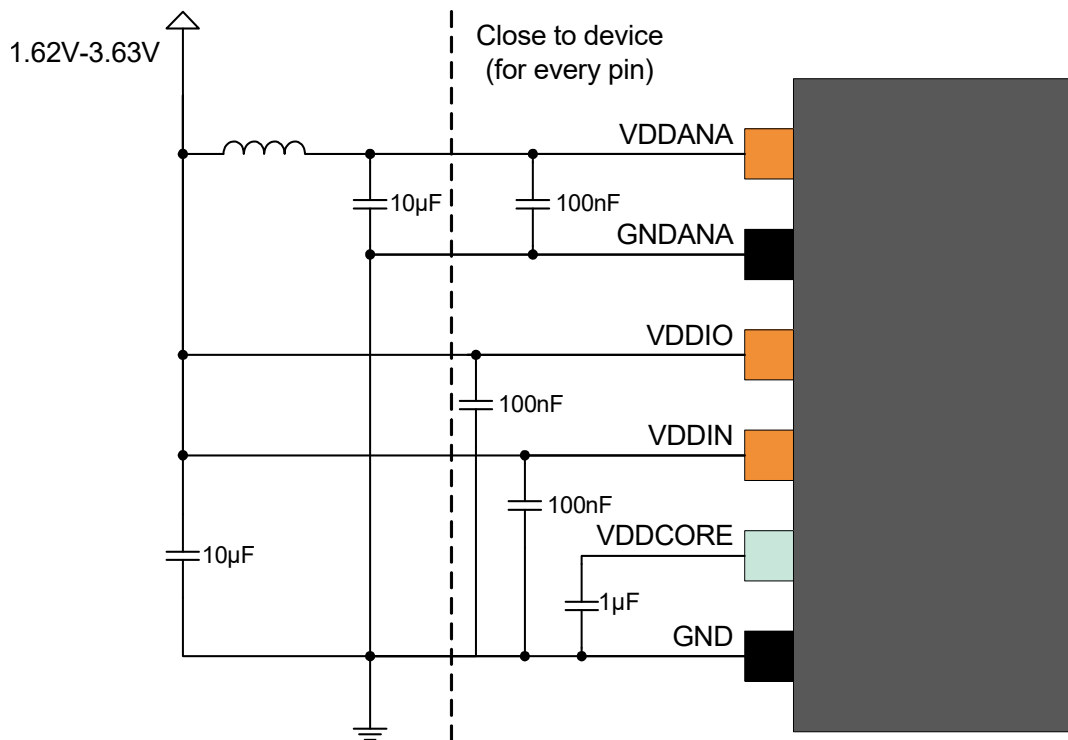 1.62V-3.63V
Close to device
(for every pin)
VDDANA
10µF
100nF
GNDANA
VDDIO
100nF
VDDIN
100nF
VDDCORE
10µF
1µF
GND